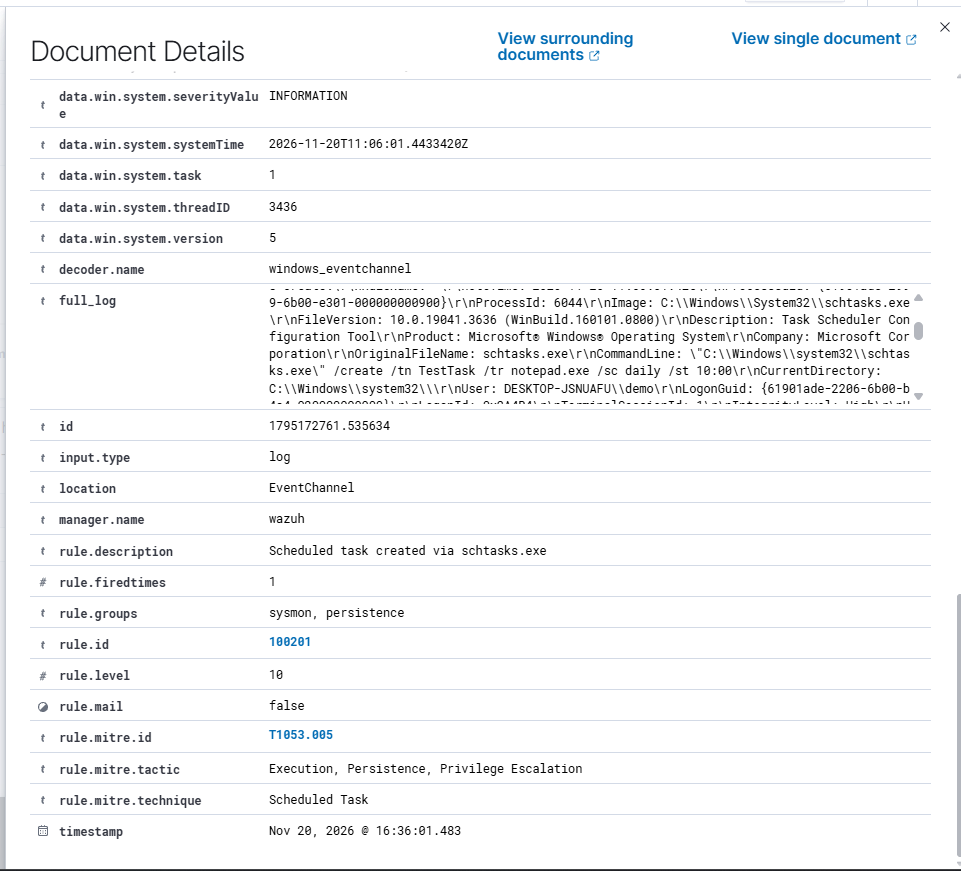 Document Details
View surrounding
documents
View single document
t data.win.system.severityValu
e
INFORMATION
t data.win.system.systemTime 2026-11-20T11:06:01.4433420Z
t data.win.system.task 1
t data.win.system.threadID 3436
t data.win.system.version 5
t decoder.name windows_eventchannel
t full_log
9-6b00-e301-000000000900}\r\nProcessId: 6044\r\nImage: C:\\Windows\\System32\\schtasks.exe
\r\nFileVersion: 10.0.19041.3636 (WinBuild.160101.0800)\r\nDescription: Task Scheduler Con
figuration Tool\r\nProduct: Microsoft® Windows® Operating System\r\nCompany: Microsoft Cor
poration\r\nOriginalFileName: schtasks.exe\r\nCommandLine: \"C:\\Windows\\system32\\schtas
ks.exe\" /create /tn TestTask /tr notepad.exe /sc daily /st 10:00\r\nCurrentDirectory:
C:\\Windows\\system32\\\r\nUser: DESKTOP-JSNUAFU\\demo\r\nLogonGuid: {61901ade-2206-6b00-b
t id 1795172761.535634
t input.type log
t location EventChannel
t manager.name wazuh
t rule.description Scheduled task created via schtasks.exe
# rule.firedtimes 1
t rule.groups sysmon, persistence
t rule.id 100201
# rule.level 10
rule.mail false
t rule.mitre.id T1053.005
t rule.mitre.tactic Execution, Persistence, Privilege Escalation
t rule.mitre.technique Scheduled Task
timestamp Nov 20, 2026 @ 16:36:01.483